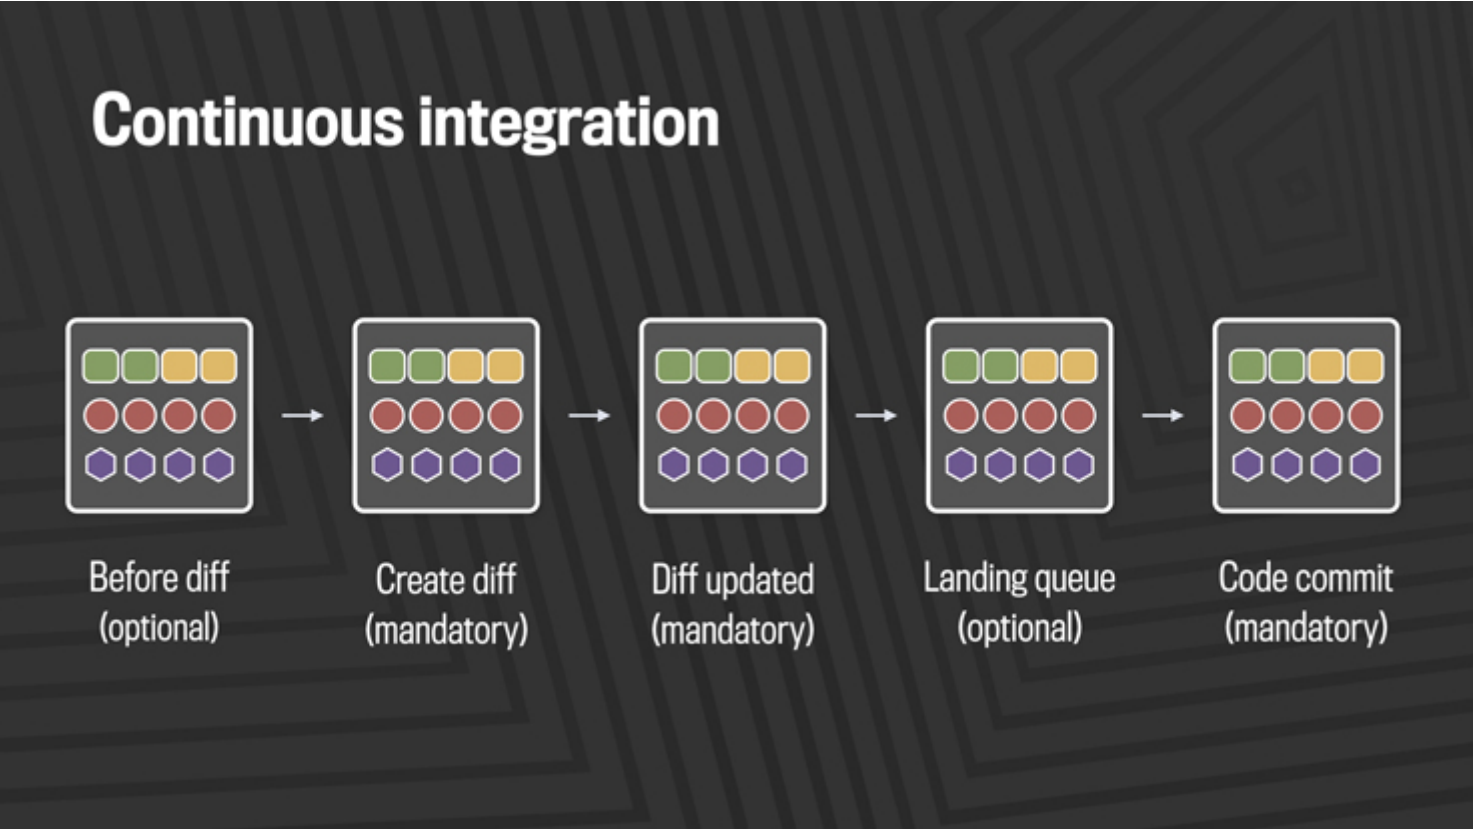 Continuous integration
Before diff
(optional)
Create diff
(mandatory)
Diff updated
(mandatory)
Landing queue
(optional)
Code commit
(mandatory)